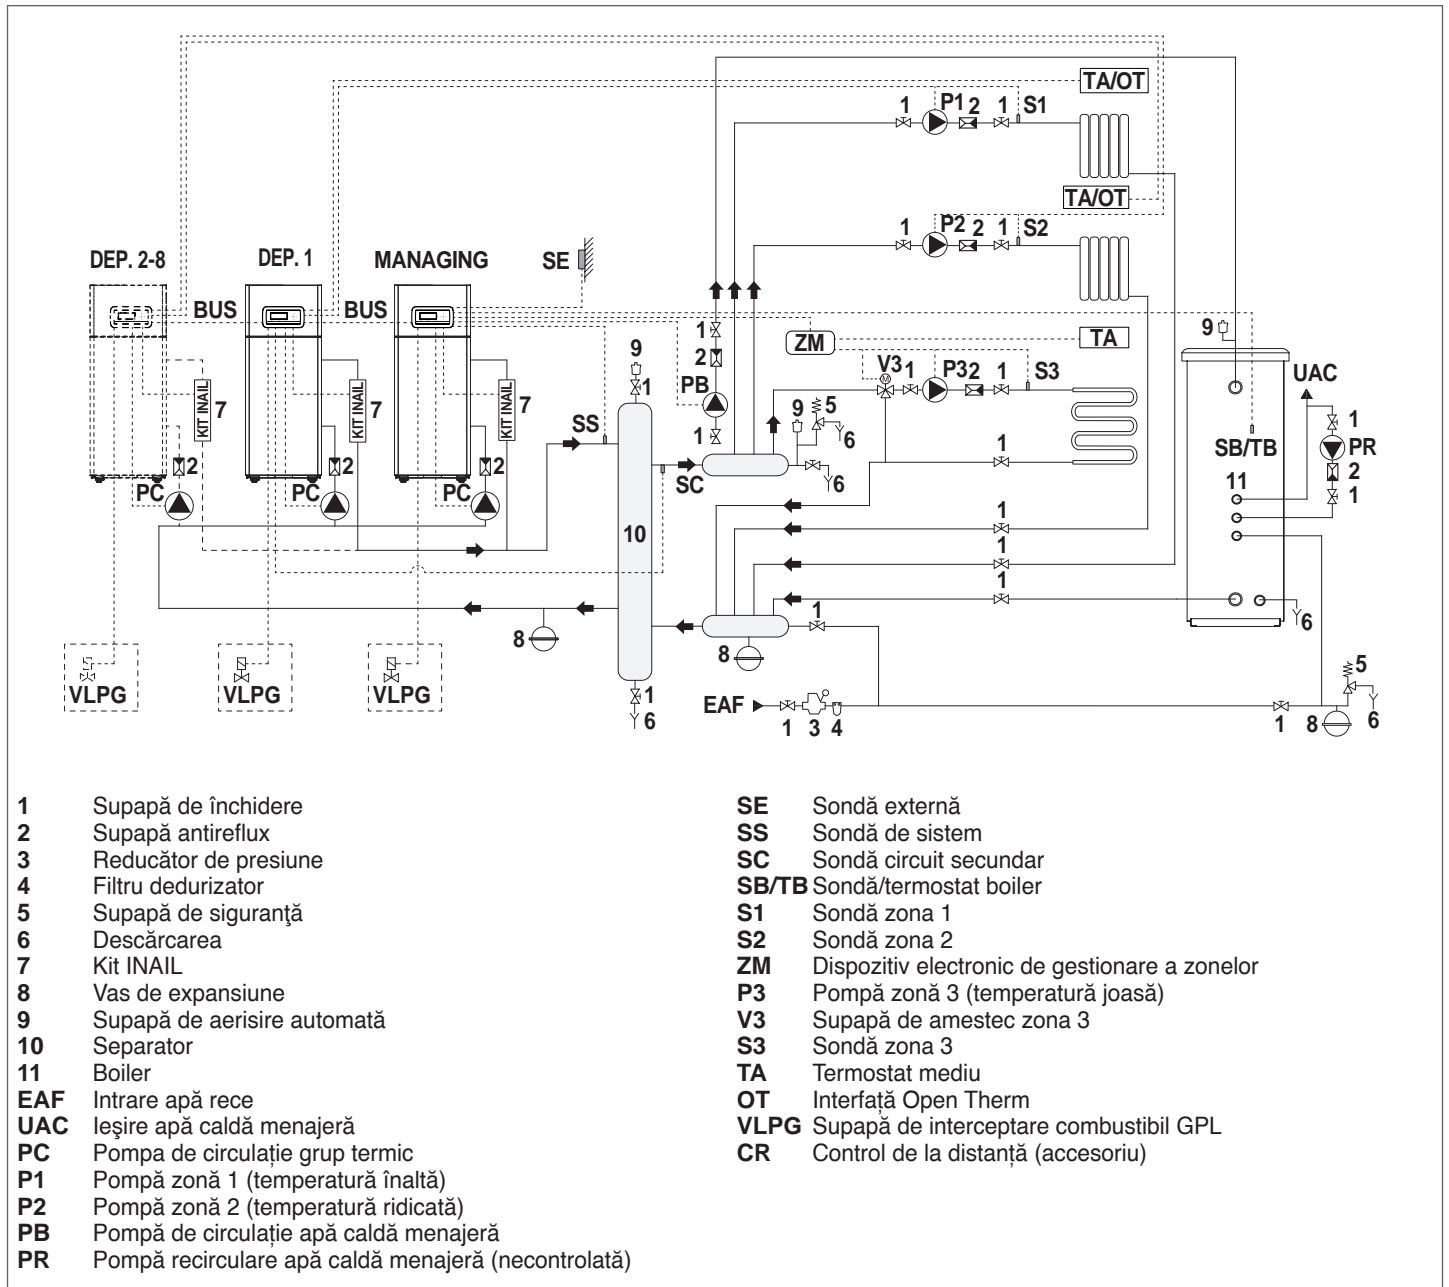 TA/OT
1 P1 2 1 S1
TA/OT
1 P2 2 1 S2
DEP. 2-8 DEP. 1 MANAGING SE
BUS BUS
1
ZM TA
9
9 2 V3 1 P3 2 1 S3
1 PB UAC
KIT INAIL 7 KIT INAIL 7 KIT INAIL 7
SS 9 5 1
1 6 1 SB/TB PR
2 2 2 SC 6 11 2
PC PC PC 1
10 1
1
1
1
8 8 6
VLPG VLPG VLPG 1 5
6 EAF 1 3 4 1 8 6
1 Supapă de închidere
2 Supapă antireflux
3 Reducător de presiune
4 Filtru dedurizator
5 Supapă de siguranţă
6 Descărcarea
7 Kit INAIL
8 Vas de expansiune
9 Supapă de aerisire automată
10 Separator
11 Boiler
EAF Intrare apă rece
UAC Ieşire apă caldă menajeră
PC Pompa de circulație grup termic
P1 Pompă zonă 1 (temperatură înaltă)
P2 Pompă zonă 2 (temperatură ridicată)
PB Pompă de circulație apă caldă menajeră
PR Pompă recirculare apă caldă menajeră (necontrolată)
SE Sondă externă
SS Sondă de sistem
SC Sondă circuit secundar
SB/TB Sondă/termostat boiler
S1 Sondă zona 1
S2 Sondă zona 2
ZM Dispozitiv electronic de gestionare a zonelor
P3 Pompă zonă 3 (temperatură joasă)
V3 Supapă de amestec zona 3
S3 Sondă zona 3
TA Termostat mediu
OT Interfață Open Therm
VLPG Supapă de interceptare combustibil GPL
CR Control de la distanță (accesoriu)